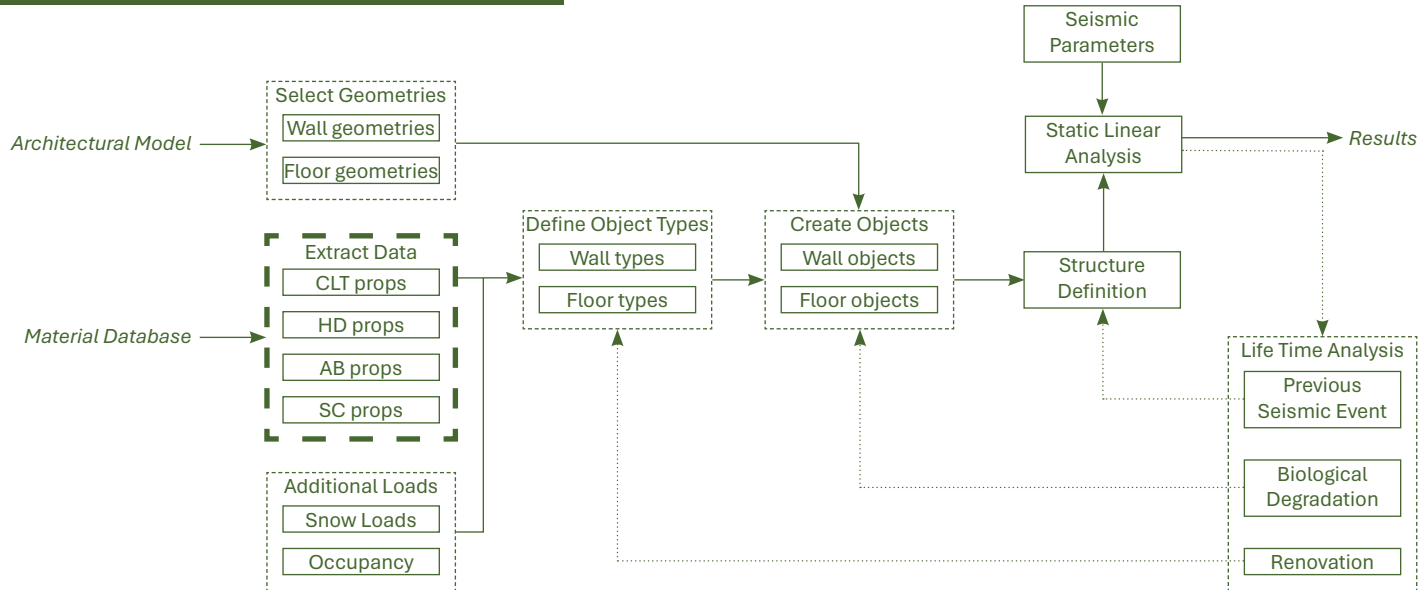 Seismic
Parameters
Select Geometries
Wall geometries
Floor geometries
Architectural Model
Static Linear
Analysis
Results
Extract Data
CLT props
HD props
AB props
SC props
Material Database
Define Object Types
Wall types
Floor types
Create Objects
Wall objects
Floor objects
Structure
Definition
Life Time Analysis
Previous
Seismic Event
Biological
Degradation
Renovation
Additional Loads
Snow Loads
Occupancy